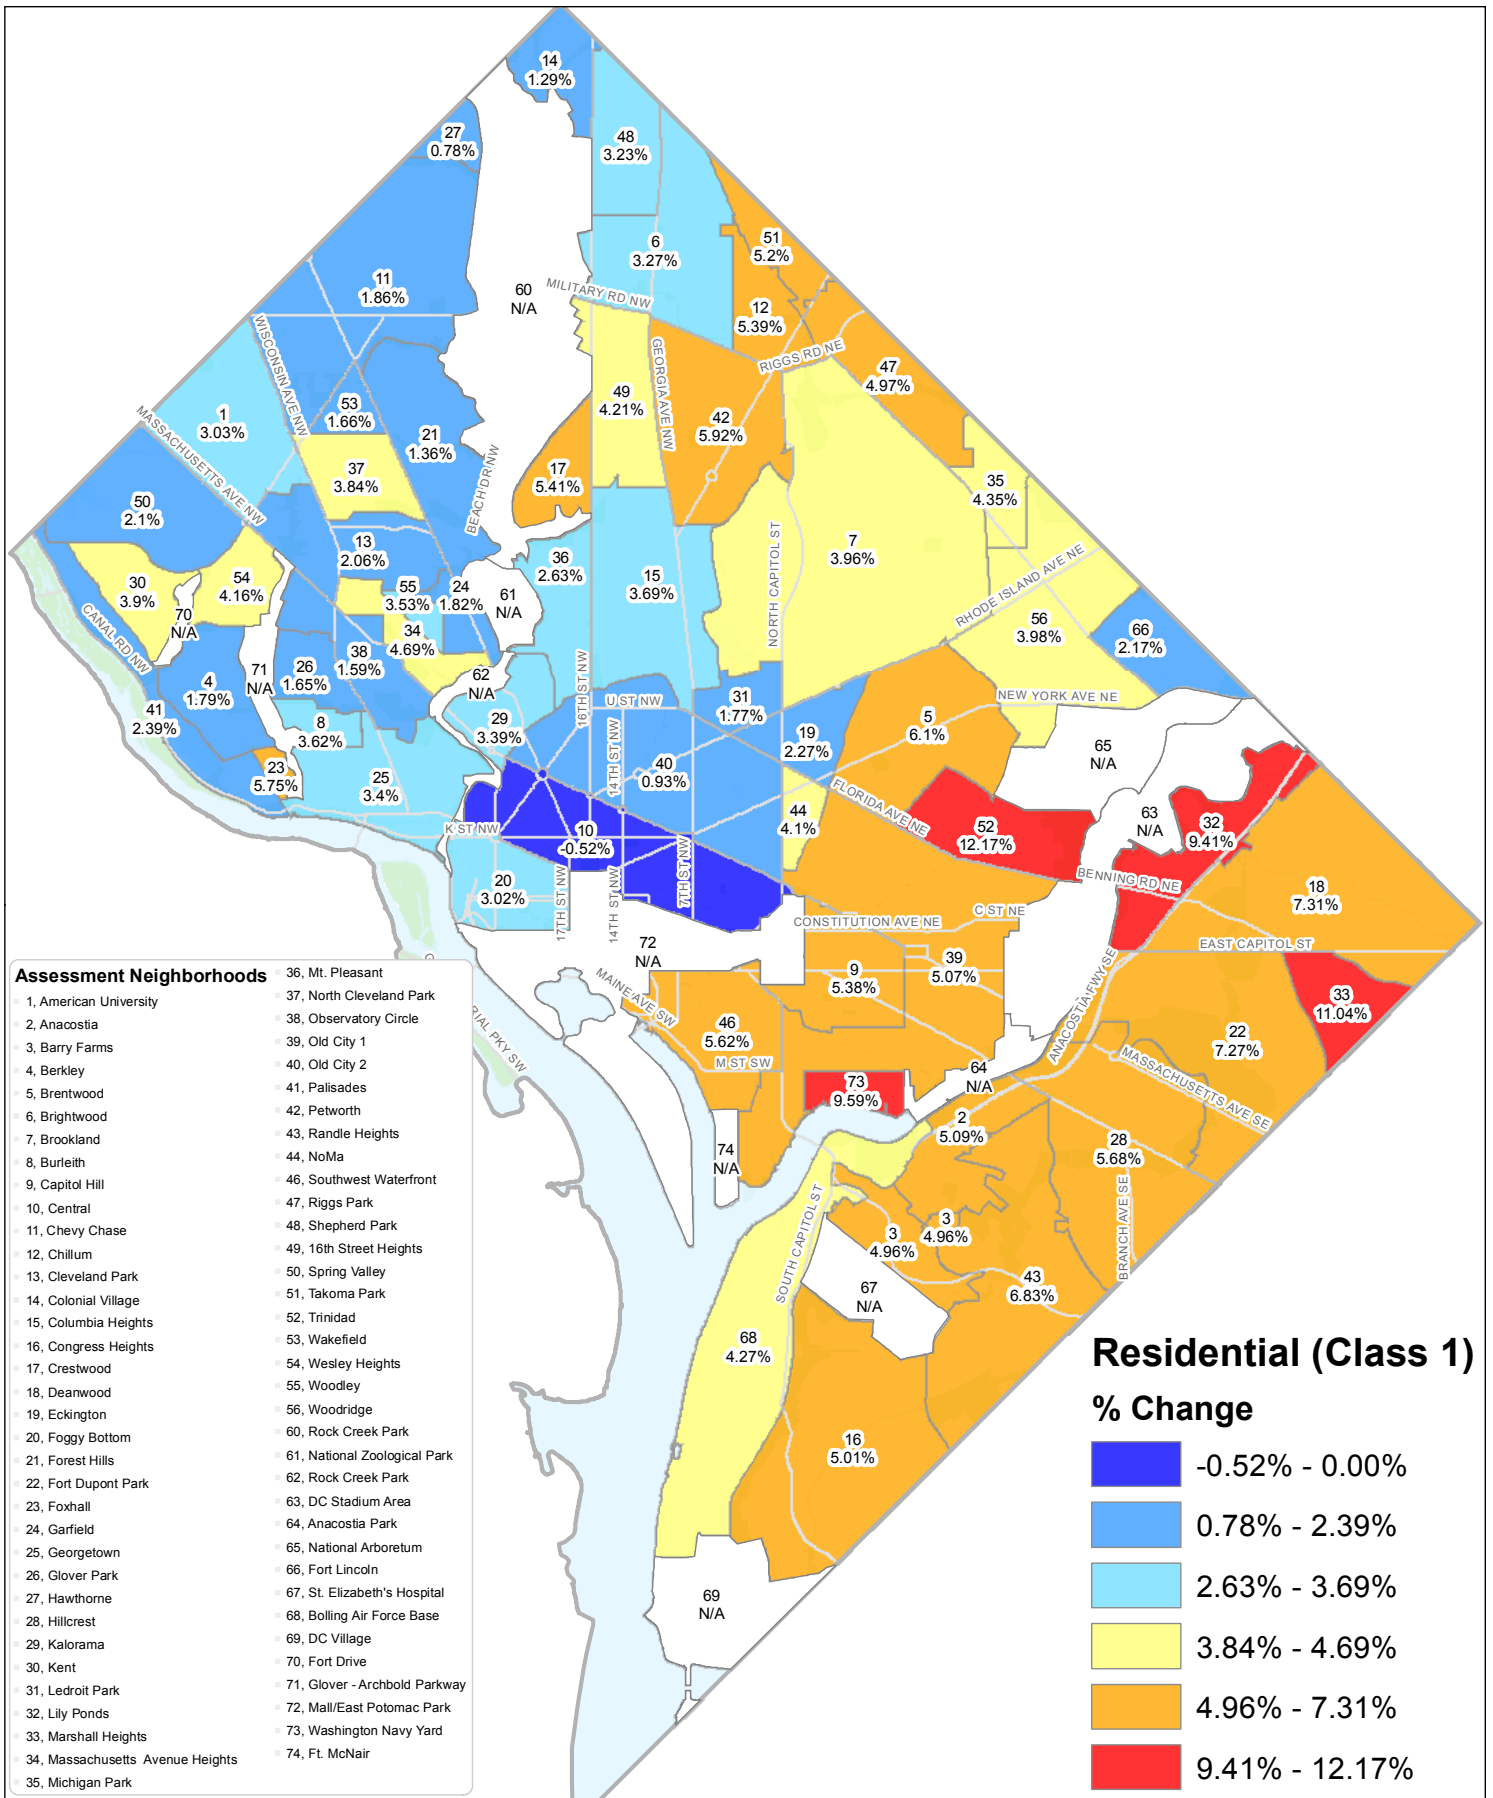 14
1.29%
27
0.78%
48
3.23%
51
5.2%
6
3.27%
11
1.86%
60
N/A
MILITARY RD NW
12
5.39%
RIGGS RD NE
47
4.97%
WISCONSIN AVE NW
GEORGIA AVE NW
49
4.21%
42
5.92%
1
3.03%
53
1.66%
21
1.36%
MASSACHUSETTS AVE NW
37
3.84%
17
5.41%
BEACH DR NW
35
4.35%
50
2.1%
13
2.06%
36
2.63%
15
3.69%
7
3.96%
NORTH CAPITOL ST
RHODE ISLAND AVE NE
30
3.9%
54
4.16%
55
3.53%
24
1.82%
61
N/A
70
N/A
56
3.98%
66
2.17%
CANAL RD NW
34
4.69%
38
1.59%
26
1.65%
71
N/A
4
1.79%
62
N/A
16TH ST NW
U ST NW
31
1.77%
NEW YORK AVE NE
41
2.39%
8
3.62%
29
3.39%
14TH ST NW
19
2.27%
5
6.1%
65
N/A
23
5.75%
25
3.4%
40
0.93%
FLORIDA AVE NE
44
4.1%
52
12.17%
63
N/A
32
9.41%
K ST NW
10
-0.52%
7TH ST NW
BENNING RD NE
20
3.02%
17TH ST NW
14TH ST NW
18
7.31%
CONSTITUTION AVE NE
C ST NE
EAST CAPITOL ST
72
N/A
9
5.38%
39
5.07%
MAINE AVE SW
ANACOSTIA FWY SE
33
11.04%
46
5.62%
M ST SW
22
7.27%
MASSACHUSETTS AVE SE
73
9.59%
64
N/A
RIAL PKY SW
2
5.09%
28
5.68%
74
N/A
SOUTH CAPITOL ST
BRANCH AVE SE
3
4.96%
3
4.96%
67
N/A
43
6.83%
68
4.27%
16
5.01%
69
N/A
Assessment Neighborhoods
1, American University
2, Anacostia
3, Barry Farms
4, Berkley
5, Brentwood
6, Brightwood
7, Brookland
8, Burleith
9, Capitol Hill
10, Central
11, Chevy Chase
12, Chillum
13, Cleveland Park
14, Colonial Village
15, Columbia Heights
16, Congress Heights
17, Crestwood
18, Deanwood
19, Eckington
20, Foggy Bottom
21, Forest Hills
22, Fort Dupont Park
23, Foxhall
24, Garfield
25, Georgetown
26, Glover Park
27, Hawthorne
28, Hillcrest
29, Kalorama
30, Kent
31, Ledroit Park
32, Lily Ponds
33, Marshall Heights
34, Massachusetts Avenue Heights
35, Michigan Park
36, Mt. Pleasant
37, North Cleveland Park
38, Observatory Circle
39, Old City 1
40, Old City 2
41, Palisades
42, Petworth
43, Randle Heights
44, NoMa
46, Southwest Waterfront
47, Riggs Park
48, Shepherd Park
49, 16th Street Heights
50, Spring Valley
51, Takoma Park
52, Trinidad
53, Wakefield
54, Wesley Heights
55, Woodley
56, Woodridge
60, Rock Creek Park
61, National Zoological Park
62, Rock Creek Park
63, DC Stadium Area
64, Anacostia Park
65, National Arboretum
66, Fort Lincoln
67, St. Elizabeth's Hospital
68, Bolling Air Force Base
69, DC Village
70, Fort Drive
71, Glover - Archbold Parkway
72, Mall/East Potomac Park
73, Washington Navy Yard
74, Ft. McNair
Residential (Class 1)
% Change
-0.52% - 0.00%
0.78% - 2.39%
2.63% - 3.69%
3.84% - 4.69%
4.96% - 7.31%
9.41% - 12.17%